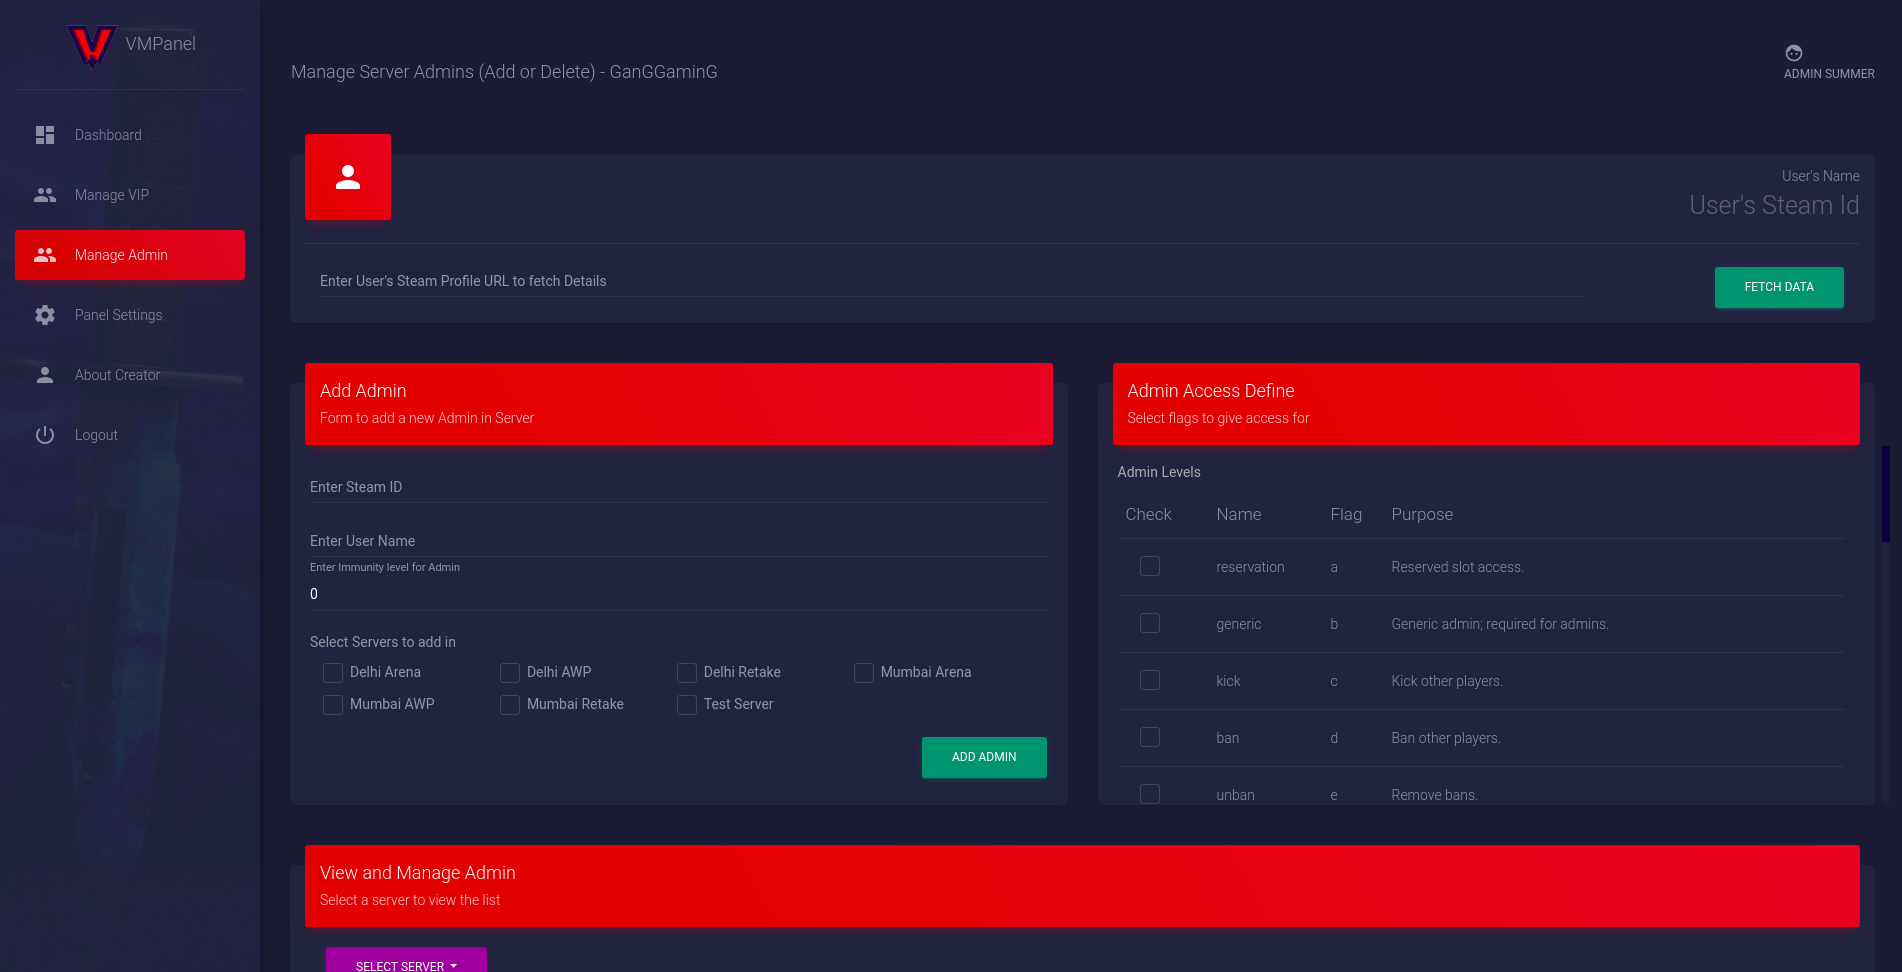 VMPanel
Dashboard
Manage VIP
Manage Admin
Panel Settings
About Creator
Logout
Manage Server Admins (Add or Delete) - GanGGaminG
ADMIN SUMMER
User's Name
User's Steam Id
Enter User's Steam Profile URL to fetch Details
FETCH DATA
Add Admin
Form to add a new Admin in Server
Enter Steam ID
Enter User Name
Enter Immunity level for Admin
0
Select Servers to add in
Delhi Arena Delhi AWP Delhi Retake Mumbai Arena
Mumbai AWP Mumbai Retake Test Server
ADD ADMIN
Admin Access Define
Select flags to give access for
Admin Levels
Check Name Flag Purpose
reservation a Reserved slot access.
generic b Generic admin; required for admins.
kick c Kick other players.
ban d Ban other players.
unban e Remove bans.
View and Manage Admin
Select a server to view the list
SELECT SERVER